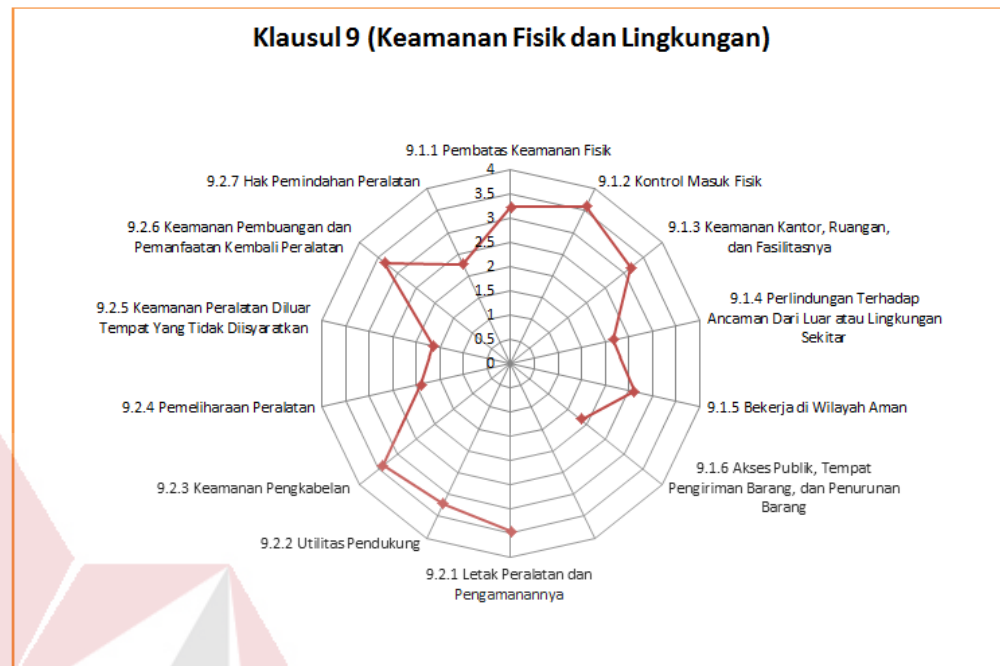 Klausul 9 (Keamanan Fisik dan Lingkungan)
9.1.1 Pembatas Keamanan Fisik
9.1.2 Kontrol Masuk Fisik
9.1.3 Keamanan Kantor, Ruangan,
dan Fasilitasnya
9.1.4 Perlindungan Terhadap
Ancaman Dari Luar atau Lingkungan
Sekitar
9.1.5 Bekerja di Wilayah Aman
9.1.6 Akses Publik, Tempat
Pengiriman Barang, dan Penurunan
Barang
9.2.1 Letak Peralatan dan
Pengamanannya
9.2.2 Utilitas Pendukung
9.2.3 Keamanan Pengkabelan
9.2.4 Pemeliharaan Peralatan
9.2.5 Keamanan Peralatan Diluar
Tempat Yang Tidak Diisyaratkan
9.2.6 Keamanan Pembuangan dan
Pemanfaatan Kembali Peralatan
9.2.7 Hak Pemindahan Peralatan
4
3.5
3
2.5
2
1.5
1
0.5
0